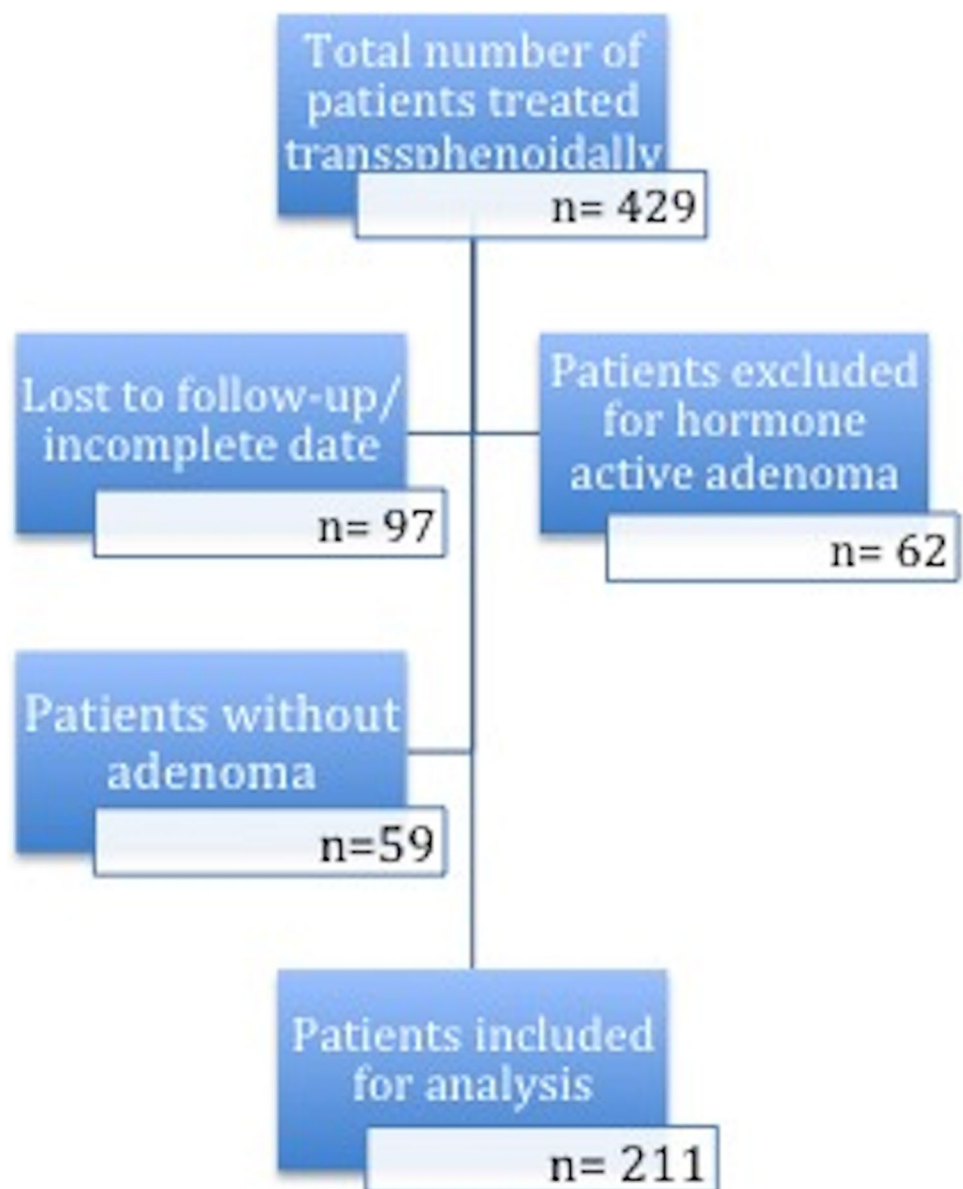 Total number of
patients treated
transsphenoidally
n= 429
Lost to follow-up/
incomplete date
n= 97
Patients excluded
for hormone
active adenoma
n= 62
Patients without
adenoma
n=59
Patients included
for analysis
n= 211